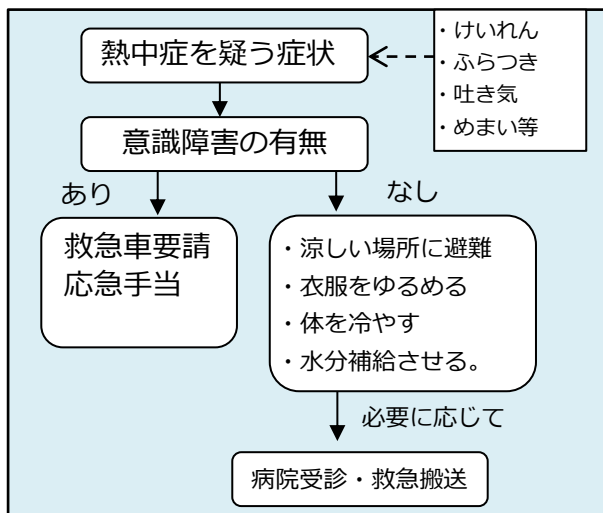 熱中症を疑う症状
・けいれん
・ふらつき
・吐き気
・めまい等
意識障害の有無
あり
なし
救急車要請
応急手当
・涼しい場所に避難
・衣服をゆるめる
・体を冷やす
・水分補給させる。
必要に応じて
病院受診・救急搬送